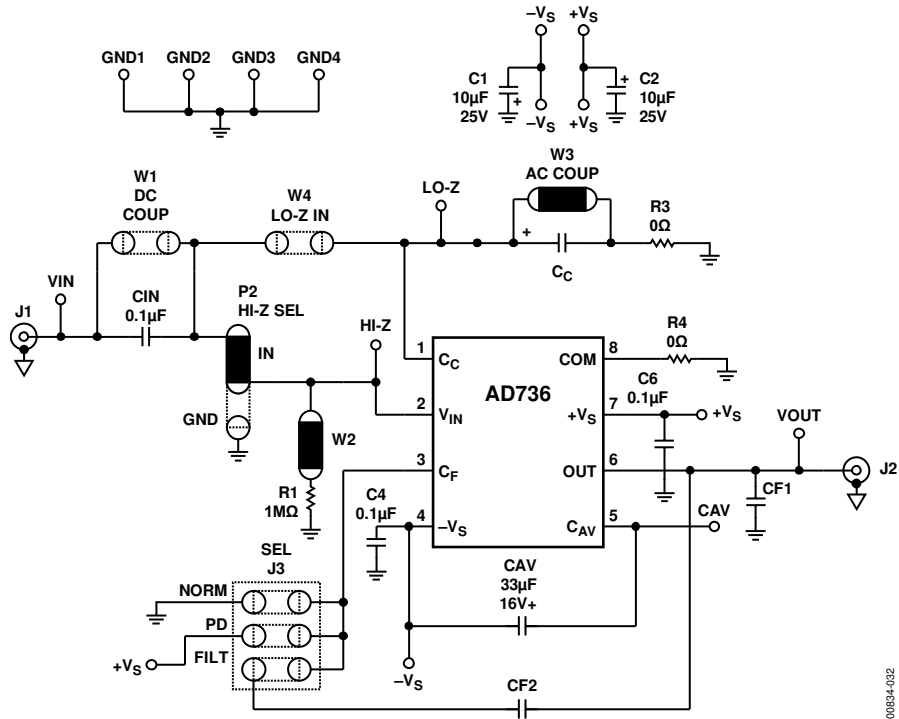 GND1 GND2 GND3 GND4
–VS +VS
C1
10µF
25V
+
–VS +VS
+
C2
10µF
25V
W1
DC
COUP
W4
LO-Z IN
LO-Z
W3
AC COUP
+
CC
R3
0Ω
VIN
J1
CIN
0.1µF
P2
HI-Z SEL
IN
GND
HI-Z
W2
R1
1MΩ
AD736
1 CC
2 VIN
3 CF
4 –VS
COM 8
+VS 7
OUT 6
CAV 5
R4
0Ω
C6
0.1µF
+VS
VOUT
J2
CF1
CAV
C4
0.1µF
SEL
J3
NORM
PD
FILT
+VS
CAV
33µF
16V+
–VS
CF2
00834-032